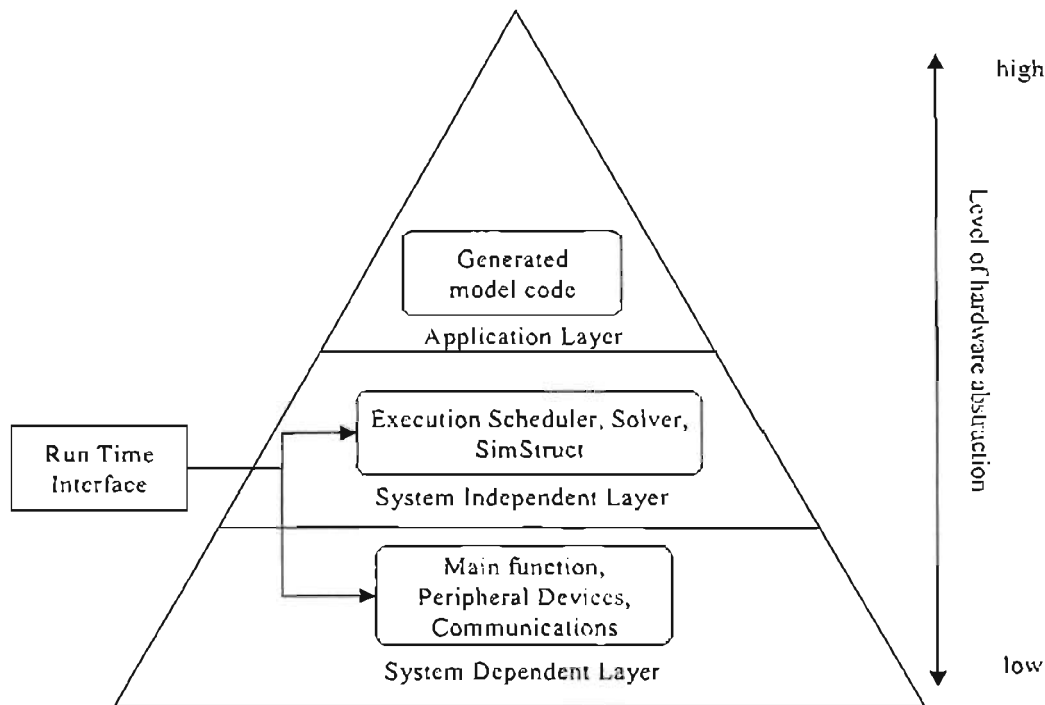 high
Generated
model code
Application Layer
Level of hardware abstruction
Execution Scheduler, Solver,
SimStruct
Run Time
Interface
System Independent Layer
Main function,
Peripheral Devices,
Communications
System Dependent Layer
low